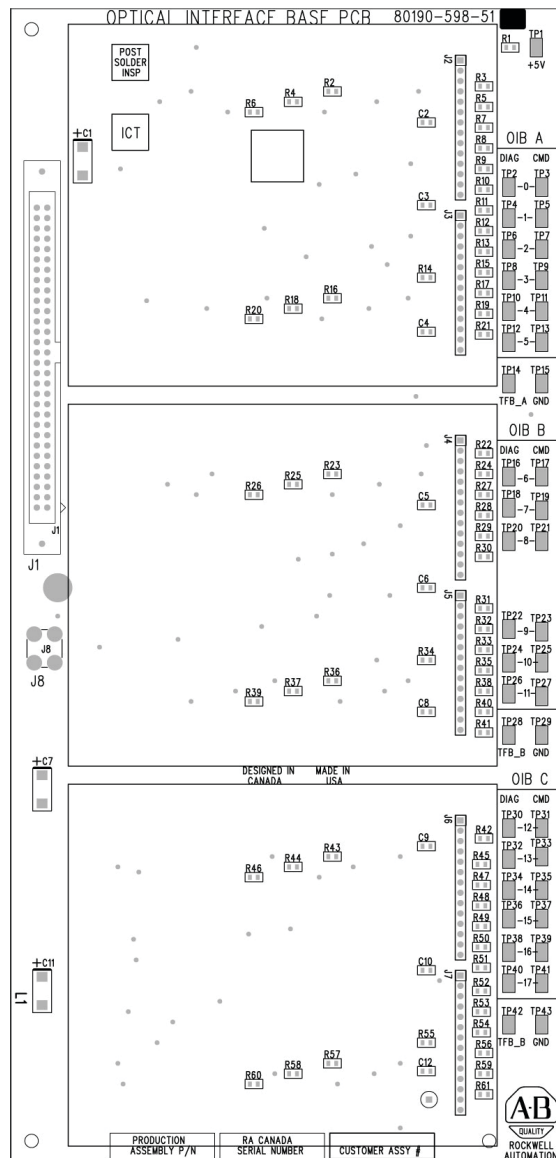 OPTICAL INTERFACE BASE PCB 80190-598-51
R1 TP1
+5V
POST
SOLDER
INSP
ICT
+C1
R2
R4
R6
C2
C3
R14
R16
R18
R20
C4
J2
R3
R5
R7
R8
R9
R10
R11
J3
R12
R13
R15
R17
R19
R21
OIB A
DIAG CMD
TP2 TP3
-0-
TP4 TP5
-1-
TP6 TP7
-2-
TP8 TP9
-3-
TP10 TP11
-4-
TP12 TP13
-5-
TP14 TP15
TFB_A GND
J1
J1
J8
J8
R23
R25
R26
C5
C6
R34
R36
R37
R39
C8
J4
R22
R24
R27
R28
R29
R30
J5
R31
R32
R33
R35
R38
R40
R41
OIB B
DIAG CMD
TP16 TP17
-6-
TP18 TP19
-7-
TP20 TP21
-8-
TP22 TP23
-9-
TP24 TP25
-10-
TP26 TP27
-11-
TP28 TP29
TFB_B GND
DESIGNED IN
CANADA
MADE IN
USA
+C7
+C11
L1
R43
R44
R46
C9
C10
R55
R57
R58
R60
C12
J6
R42
R45
R47
R48
R49
R50
R51
J7
R52
R53
R54
R56
R59
R61
OIB C
DIAG CMD
TP30 TP31
-12-
TP32 TP33
-13-
TP34 TP35
-14-
TP36 TP37
-15-
TP38 TP39
-16-
TP40 TP41
-17-
TP42 TP43
TFB_B GND
A-B
QUALITY
ROCKWELL
AUTOMATION
PRODUCTION
ASSEMBLY P/N
RA CANADA
SERIAL NUMBER
CUSTOMER ASSY #